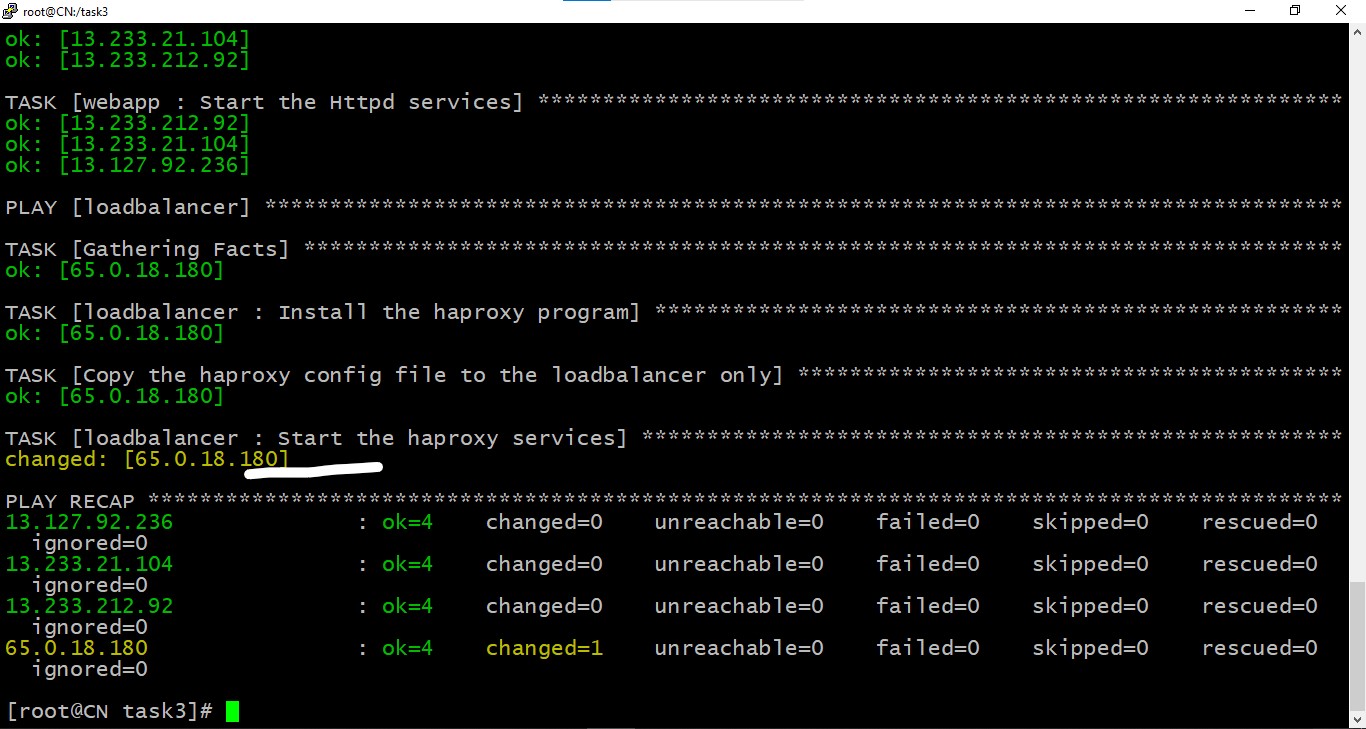 root@CN:/task3
ok: [13.233.21.104]
ok: [13.233.212.92]
TASK [webapp : Start the Httpd services] **************************************************************
ok: [13.233.212.92]
ok: [13.233.21.104]
ok: [13.127.92.236]
PLAY [loadbalancer] ***********************************************************************************
TASK [Gathering Facts] ********************************************************************************
ok: [65.0.18.180]
TASK [loadbalancer : Install the haproxy program] *****************************************************
ok: [65.0.18.180]
TASK [Copy the haproxy config file to the loadbalancer only] ******************************************
ok: [65.0.18.180]
TASK [loadbalancer : Start the haproxy services] ******************************************************
changed: [65.0.18.180]
PLAY RECAP ********************************************************************************************
13.127.92.236 : ok=4 changed=0 unreachable=0 failed=0 skipped=0 rescued=0
ignored=0
13.233.21.104 : ok=4 changed=0 unreachable=0 failed=0 skipped=0 rescued=0
ignored=0
13.233.212.92 : ok=4 changed=0 unreachable=0 failed=0 skipped=0 rescued=0
ignored=0
65.0.18.180 : ok=4 changed=1 unreachable=0 failed=0 skipped=0 rescued=0
ignored=0
[root@CN task3]#